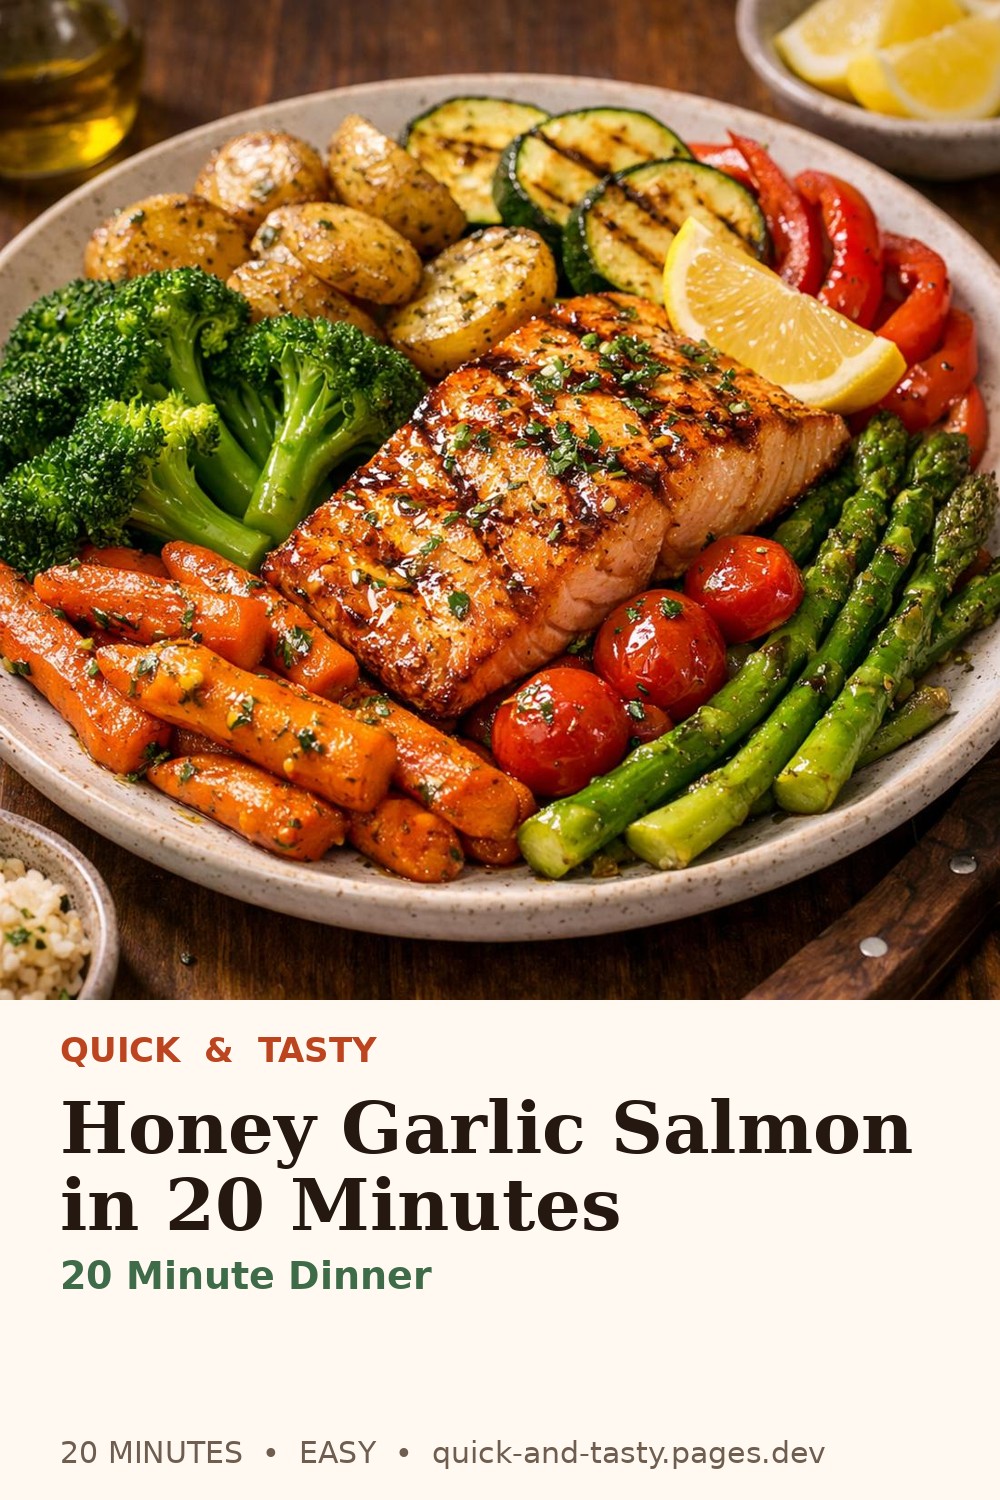 QUICK & TASTY
Honey Garlic Salmon
in 20 Minutes
20 Minute Dinner
20 MINUTES • EASY • quick-and-tasty.pages.dev